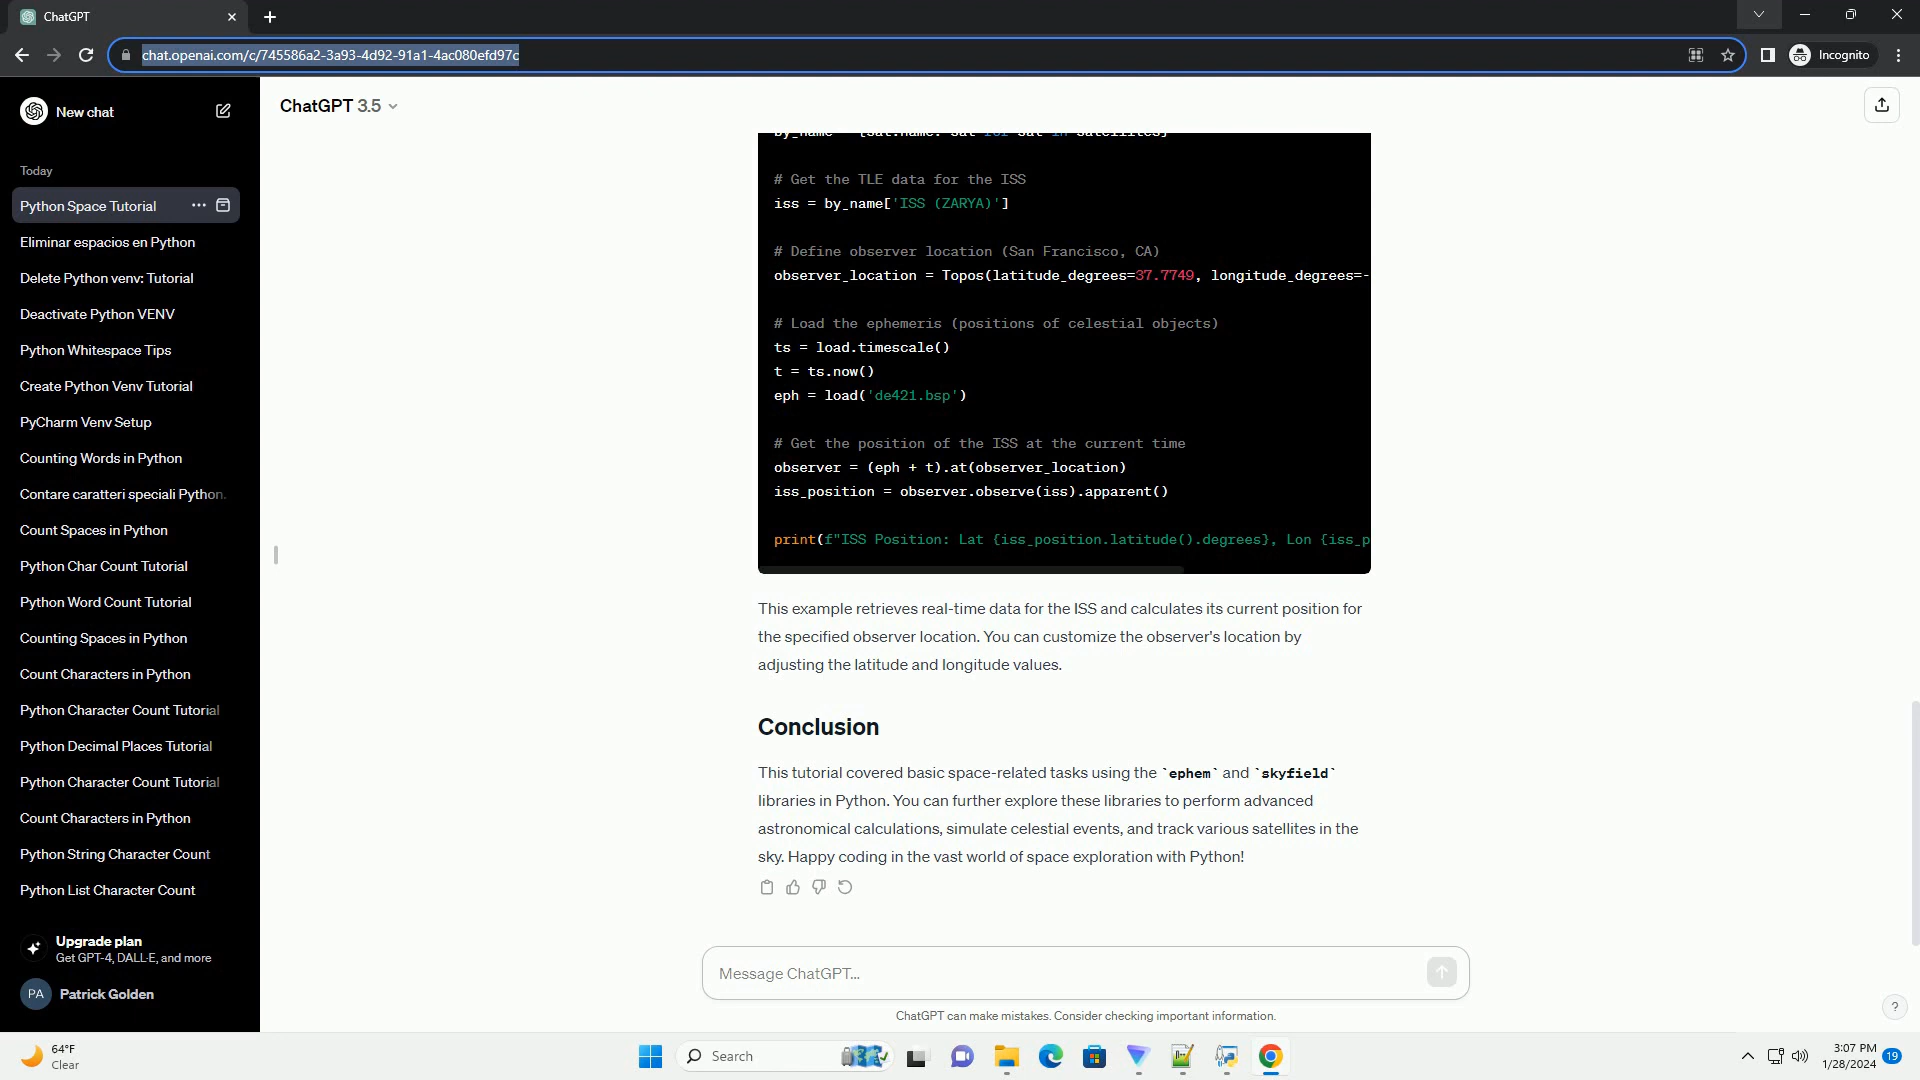 ChatGPT
chat.openai.com/c/745586a2-3a93-4d92-91a1-4ac080efd97c
Incognito
New chat
ChatGPT 3.5
Today
Python Space Tutorial
Eliminar espacios en Python
Delete Python venv: Tutorial
Deactivate Python VENV
Python Whitespace Tips
Create Python Venv Tutorial
PyCharm Venv Setup
Counting Words in Python
Contare caratteri speciali Python.
Count Spaces in Python
Python Char Count Tutorial
Python Word Count Tutorial
Counting Spaces in Python
Count Characters in Python
Python Character Count Tutorial
Python Decimal Places Tutorial
Python Character Count Tutorial
Count Characters in Python
Python String Character Count
Python List Character Count
Upgrade plan
Get GPT-4, DALL·E, and more
PA
Patrick Golden
# Get the TLE data for the ISS
iss = by_name['ISS (ZARYA)']
# Define observer location (San Francisco, CA)
observer_location = Topos(latitude_degrees=37.7749, longitude_degrees=-
# Load the ephemeris (positions of celestial objects)
ts = load.timescale()
t = ts.now()
eph = load('de421.bsp')
# Get the position of the ISS at the current time
observer = (eph + t).at(observer_location)
iss_position = observer.observe(iss).apparent()
print(f"ISS Position: Lat {iss_position.latitude().degrees}, Lon {iss_p
This example retrieves real-time data for the ISS and calculates its current position for
the specified observer location. You can customize the observer's location by
adjusting the latitude and longitude values.
Conclusion
This tutorial covered basic space-related tasks using the `ephem` and `skyfield`
libraries in Python. You can further explore these libraries to perform advanced
astronomical calculations, simulate celestial events, and track various satellites in the
sky. Happy coding in the vast world of space exploration with Python!
Message ChatGPT...
ChatGPT can make mistakes. Consider checking important information.
?
64°F
Clear
Search
3:07 PM
1/28/2024
19